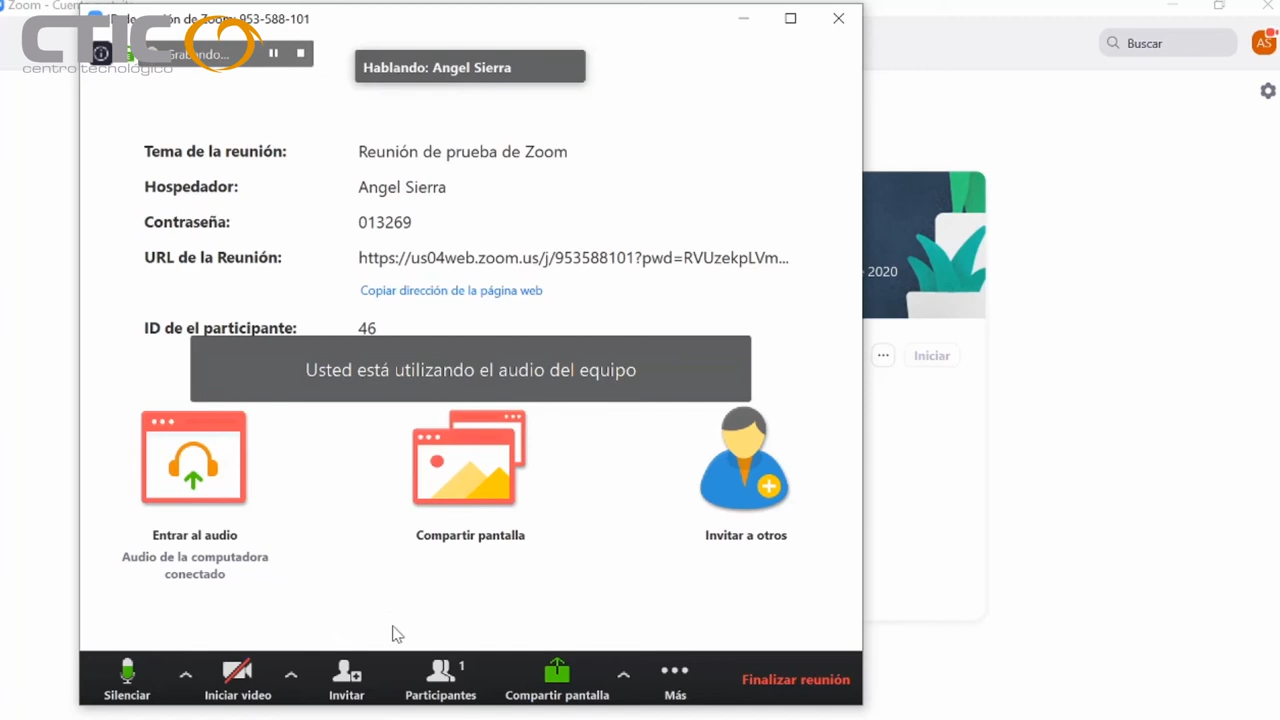 Zoom - Cuen
ID de reunión de Zoom: 953-588-101
CTIC
centro tecnológico
Grabando...
Hablando: Angel Sierra
Buscar
AS
Tema de la reunión: Reunión de prueba de Zoom
Hospedador: Angel Sierra
Contraseña: 013269
URL de la Reunión: https://us04web.zoom.us/j/953588101?pwd=RVUzekpLVm...
Copiar dirección de la página web
2020
ID de el participante: 46
Usted está utilizando el audio del equipo
... Iniciar
Entrar al audio
Compartir pantalla
Invitar a otros
Audio de la computadora
conectado
1
Silenciar
Iniciar video
Invitar
Participantes
Compartir pantalla
Más
Finalizar reunión